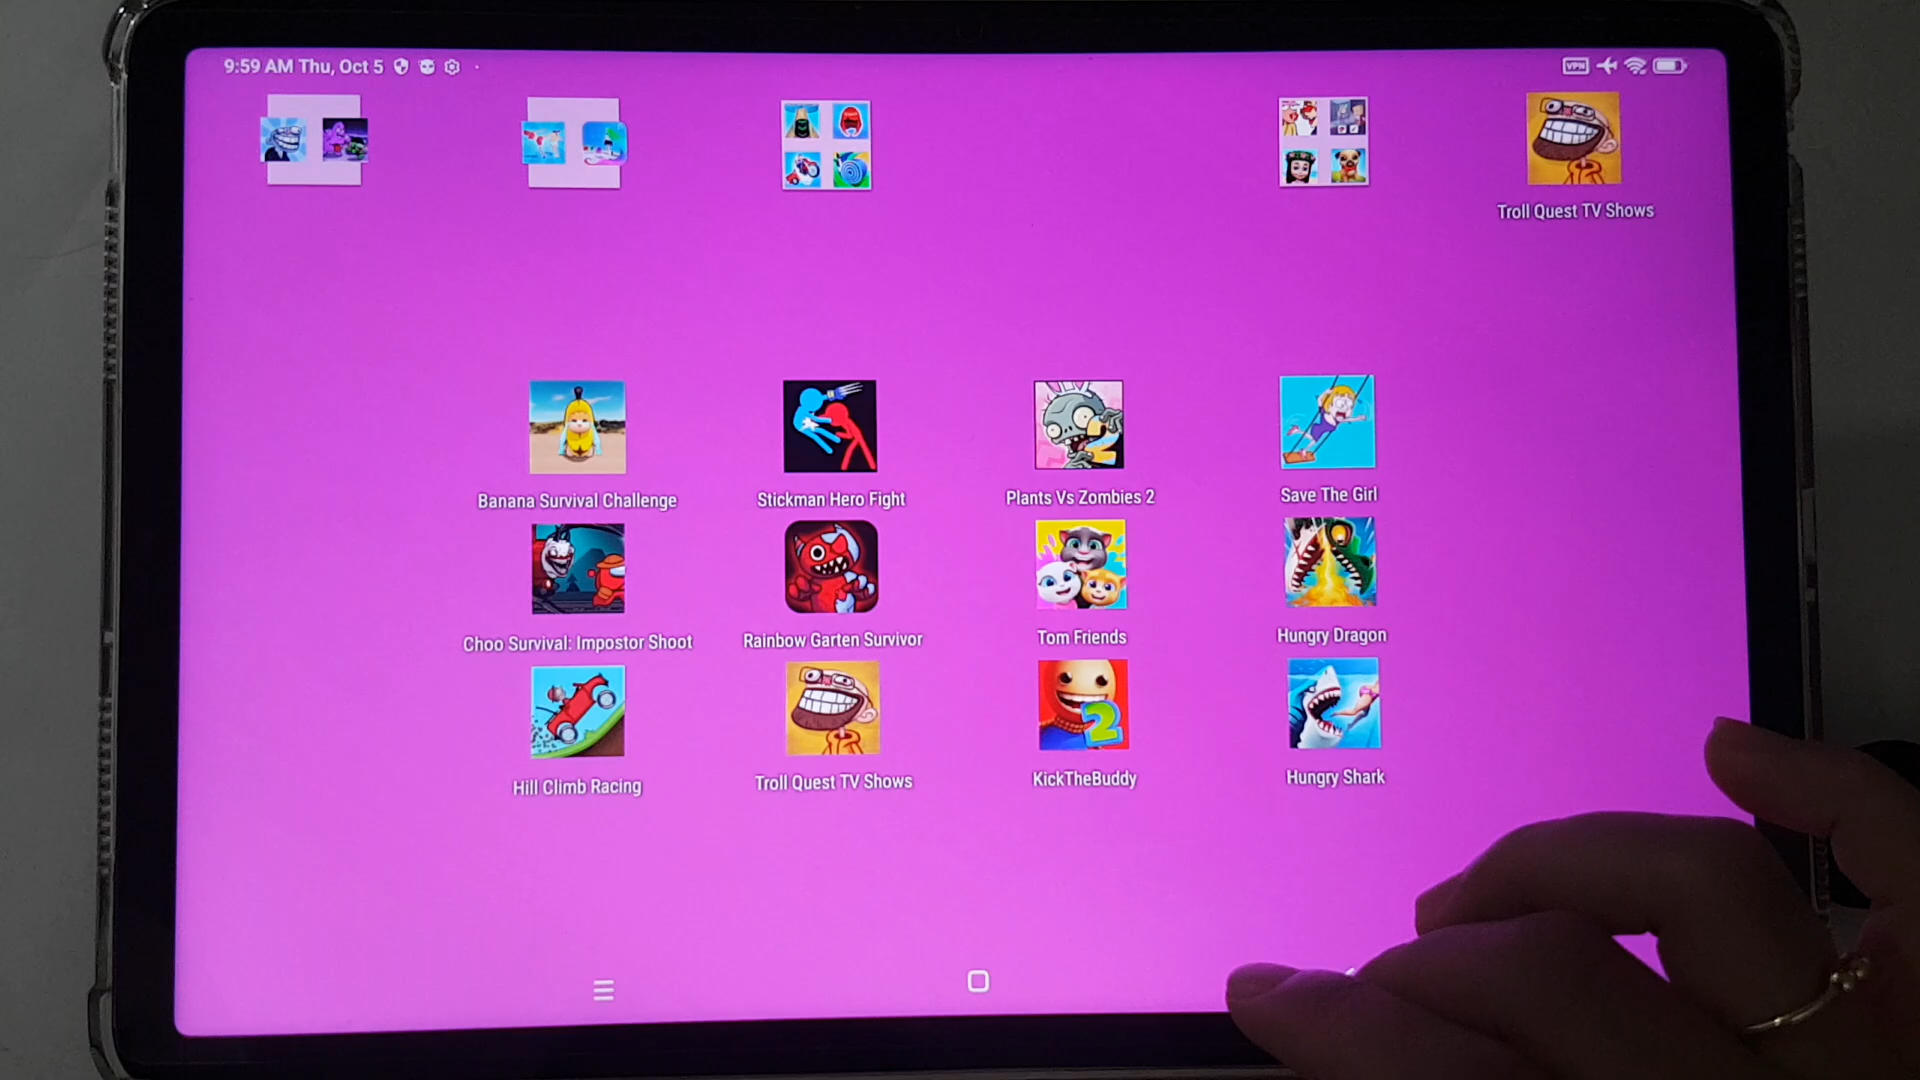 9:59 AM Thu, Oct 5
VPN
Troll Quest TV Shows
Banana Survival Challenge
Stickman Hero Fight
Plants Vs Zombies 2
Save The Girl
Choo Survival: Impostor Shoot
Rainbow Garten Survivor
Tom Friends
Hungry Dragon
2
Hill Climb Racing
Troll Quest TV Shows
KickTheBuddy
Hungry Shark